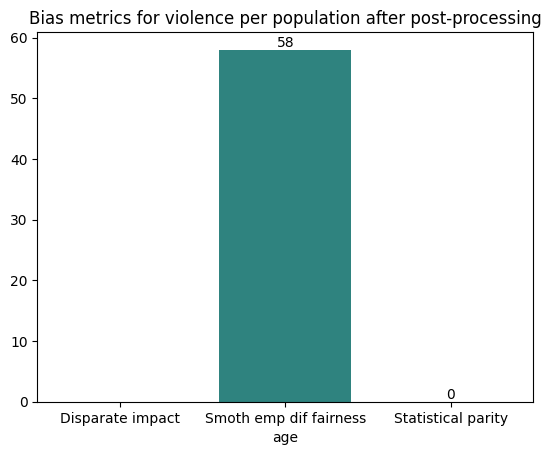 Bias metrics for violence per population after post-processing
60
50
40
30
20
10
0
58
0
Disparate impact
Smoth emp dif fairness
Statistical parity
age